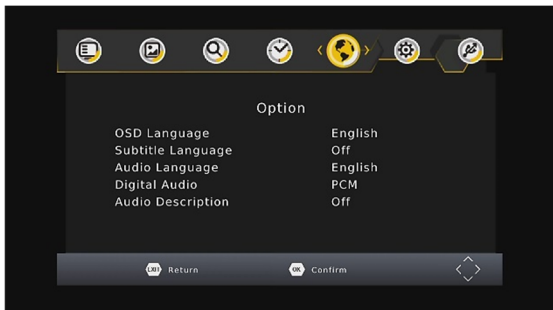 Option
OSD Language English
Subtitle Language Off
Audio Language English
Digital Audio PCM
Audio Description Off
EXIT Return OK Confirm